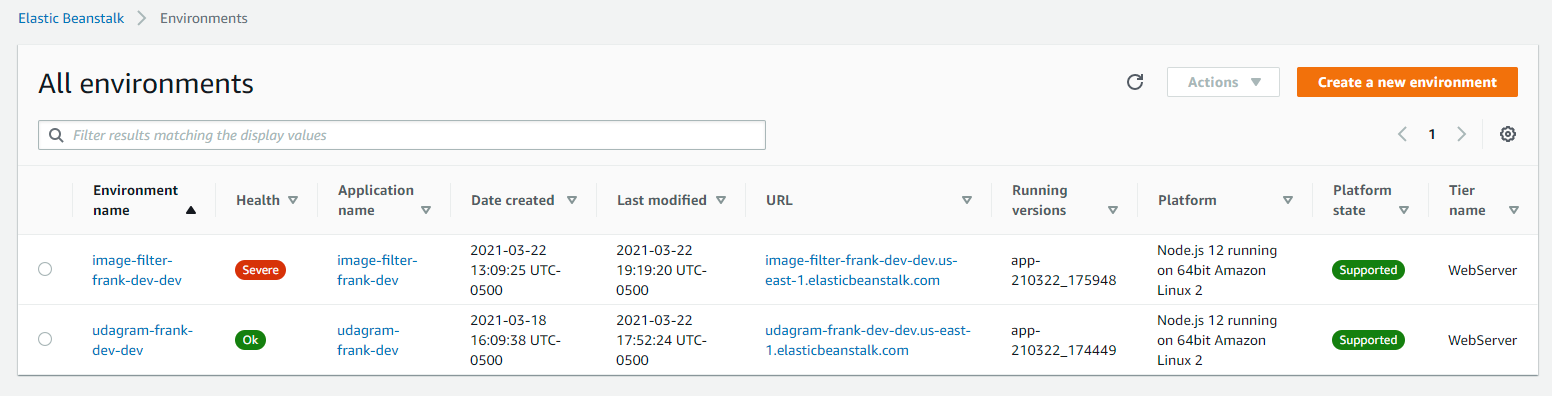 Elastic Beanstalk > Environments
All environments
Actions
Create a new environment
Filter results matching the display values
1
Environment name
Health
Application name
Date created
Last modified
URL
Running versions
Platform
Platform state
Tier name
image-filter-
frank-dev-dev
Severe
image-filter-
frank-dev
2021-03-22
13:09:25 UTC-
0500
2021-03-22
19:19:20 UTC-
0500
image-filter-frank-dev-dev.us-
east-1.elasticbeanstalk.com
app-
210322_175948
Node.js 12 running
on 64bit Amazon
Linux 2
Supported
WebServer
udagram-frank-
dev-dev
Ok
udagram-
frank-dev
2021-03-18
16:09:38 UTC-
0500
2021-03-22
17:52:24 UTC-
0500
udagram-frank-dev-dev.us-east-
1.elasticbeanstalk.com
app-
210322_174449
Node.js 12 running
on 64bit Amazon
Linux 2
Supported
WebServer